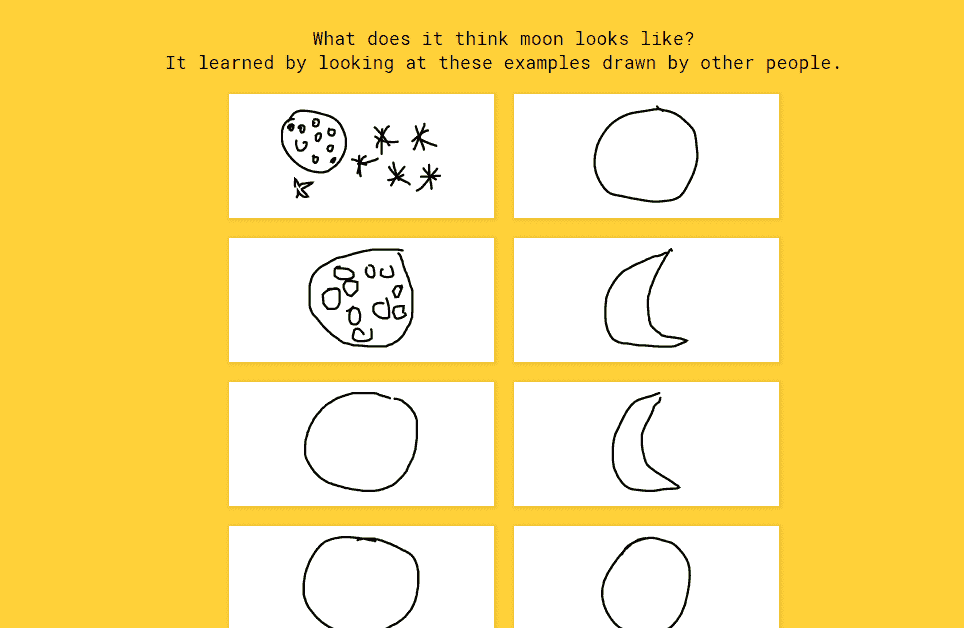 What does it think moon looks like?
It learned by looking at these examples drawn by other people.